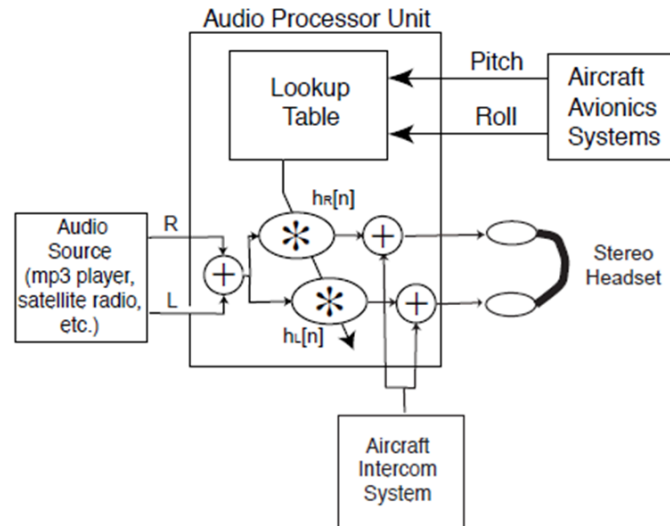 Audio Processor Unit
Lookup
Table
Pitch
Roll
Aircraft
Avionics
Systems
hR[n]
R
L
Audio
Source
(mp3 player,
satellite radio,
etc.)
+
*
+
*
+
hL[n]
Stereo
Headset
Aircraft
Intercom
System